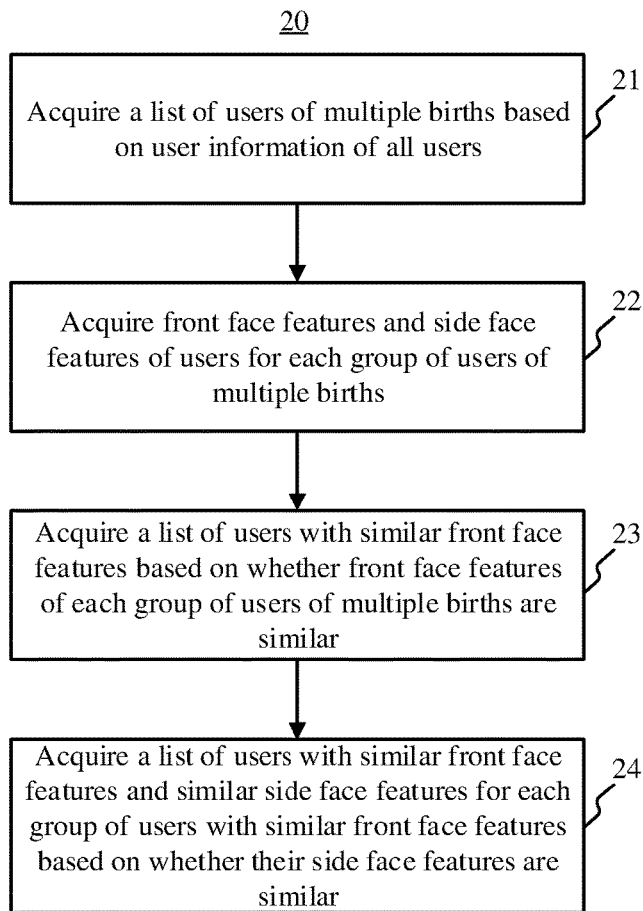 20
21
Acquire a list of users of multiple births based
on user information of all users
22
Acquire front face features and side face
features of users for each group of users of
multiple births
23
Acquire a list of users with similar front face
features based on whether front face features
of each group of users of multiple births are
similar
24
Acquire a list of users with similar front face
features and similar side face features for each
group of users with similar front face features
based on whether their side face features are
similar